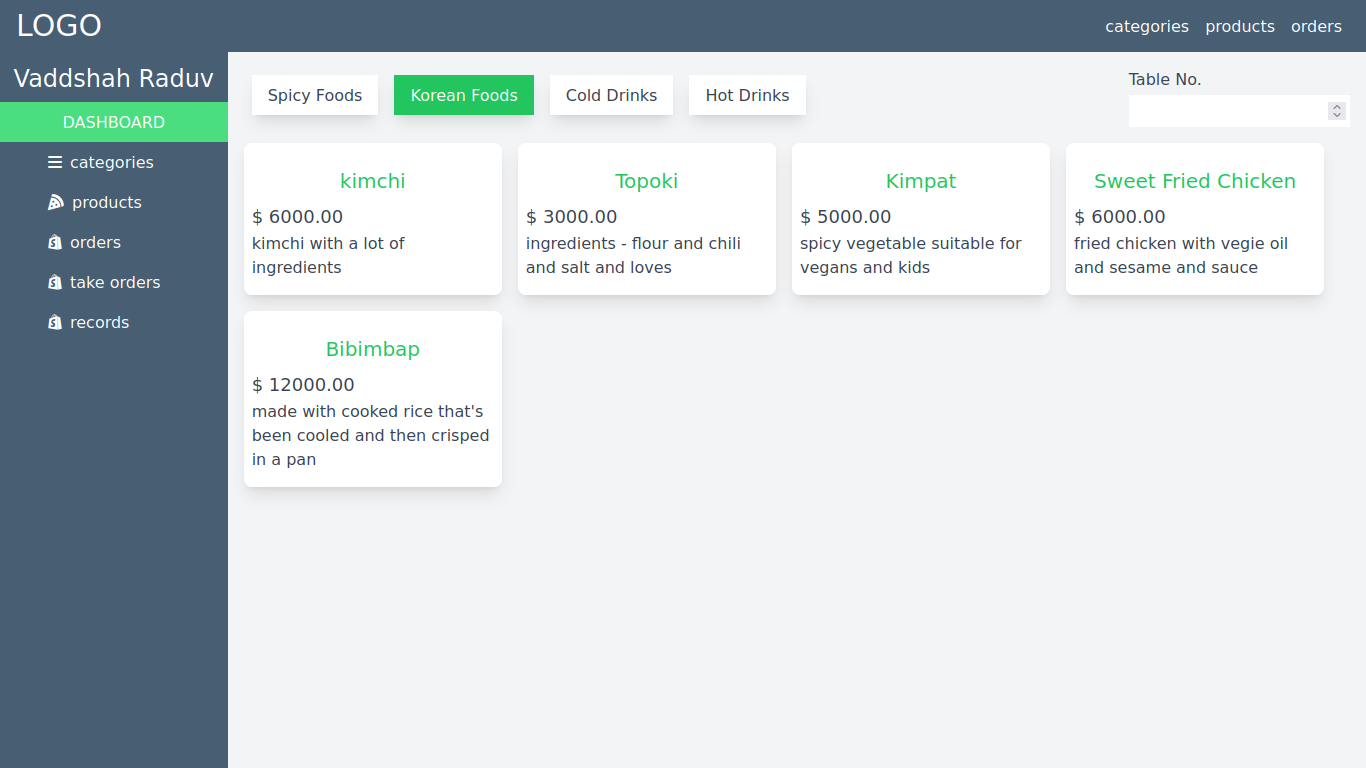 LOGO
categories products orders
Vaddshah Raduv
DASHBOARD
categories
products
orders
take orders
records
Spicy Foods Korean Foods Cold Drinks Hot Drinks
Table No.
kimchi
$ 6000.00
kimchi with a lot of
ingredients
Topoki
$ 3000.00
ingredients - flour and chili
and salt and loves
Kimpat
$ 5000.00
spicy vegetable suitable for
vegans and kids
Sweet Fried Chicken
$ 6000.00
fried chicken with vegie oil
and sesame and sauce
Bibimbap
$ 12000.00
made with cooked rice that's
been cooled and then crisped
in a pan